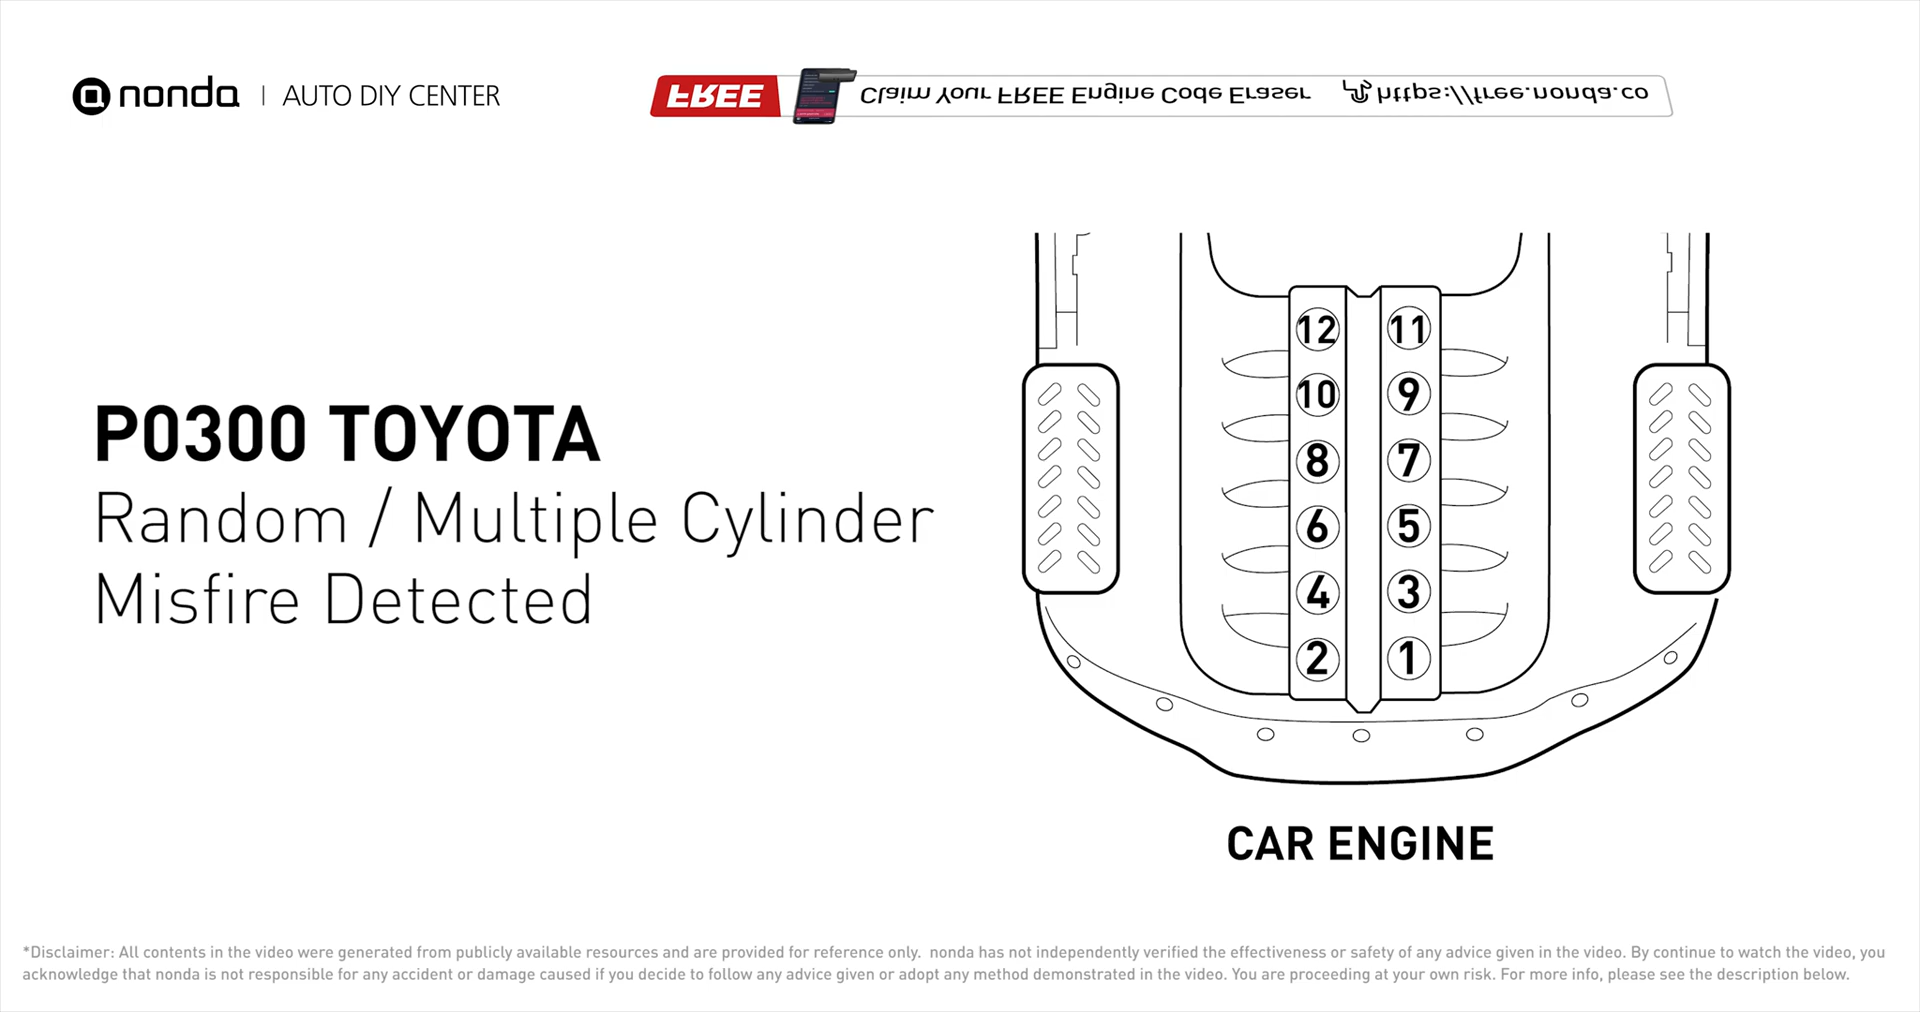 nonda | AUTO DIY CENTER
FREE Claim Your FREE Engine Code Eraser https://free.nonda.co
P0300 TOYOTA
Random / Multiple Cylinder
Misfire Detected
12 11
10 9
8 7
6 5
4 3
2 1
CAR ENGINE
*Disclaimer: All contents in the video were generated from publicly available resources and are provided for reference only. nonda has not independently verified the effectiveness or safety of any advice given in the video. By continue to watch the video, you
acknowledge that nonda is not responsible for any accident or damage caused if you decide to follow any advice given or adopt any method demonstrated in the video. You are proceeding at your own risk. For more info, please see the description below.